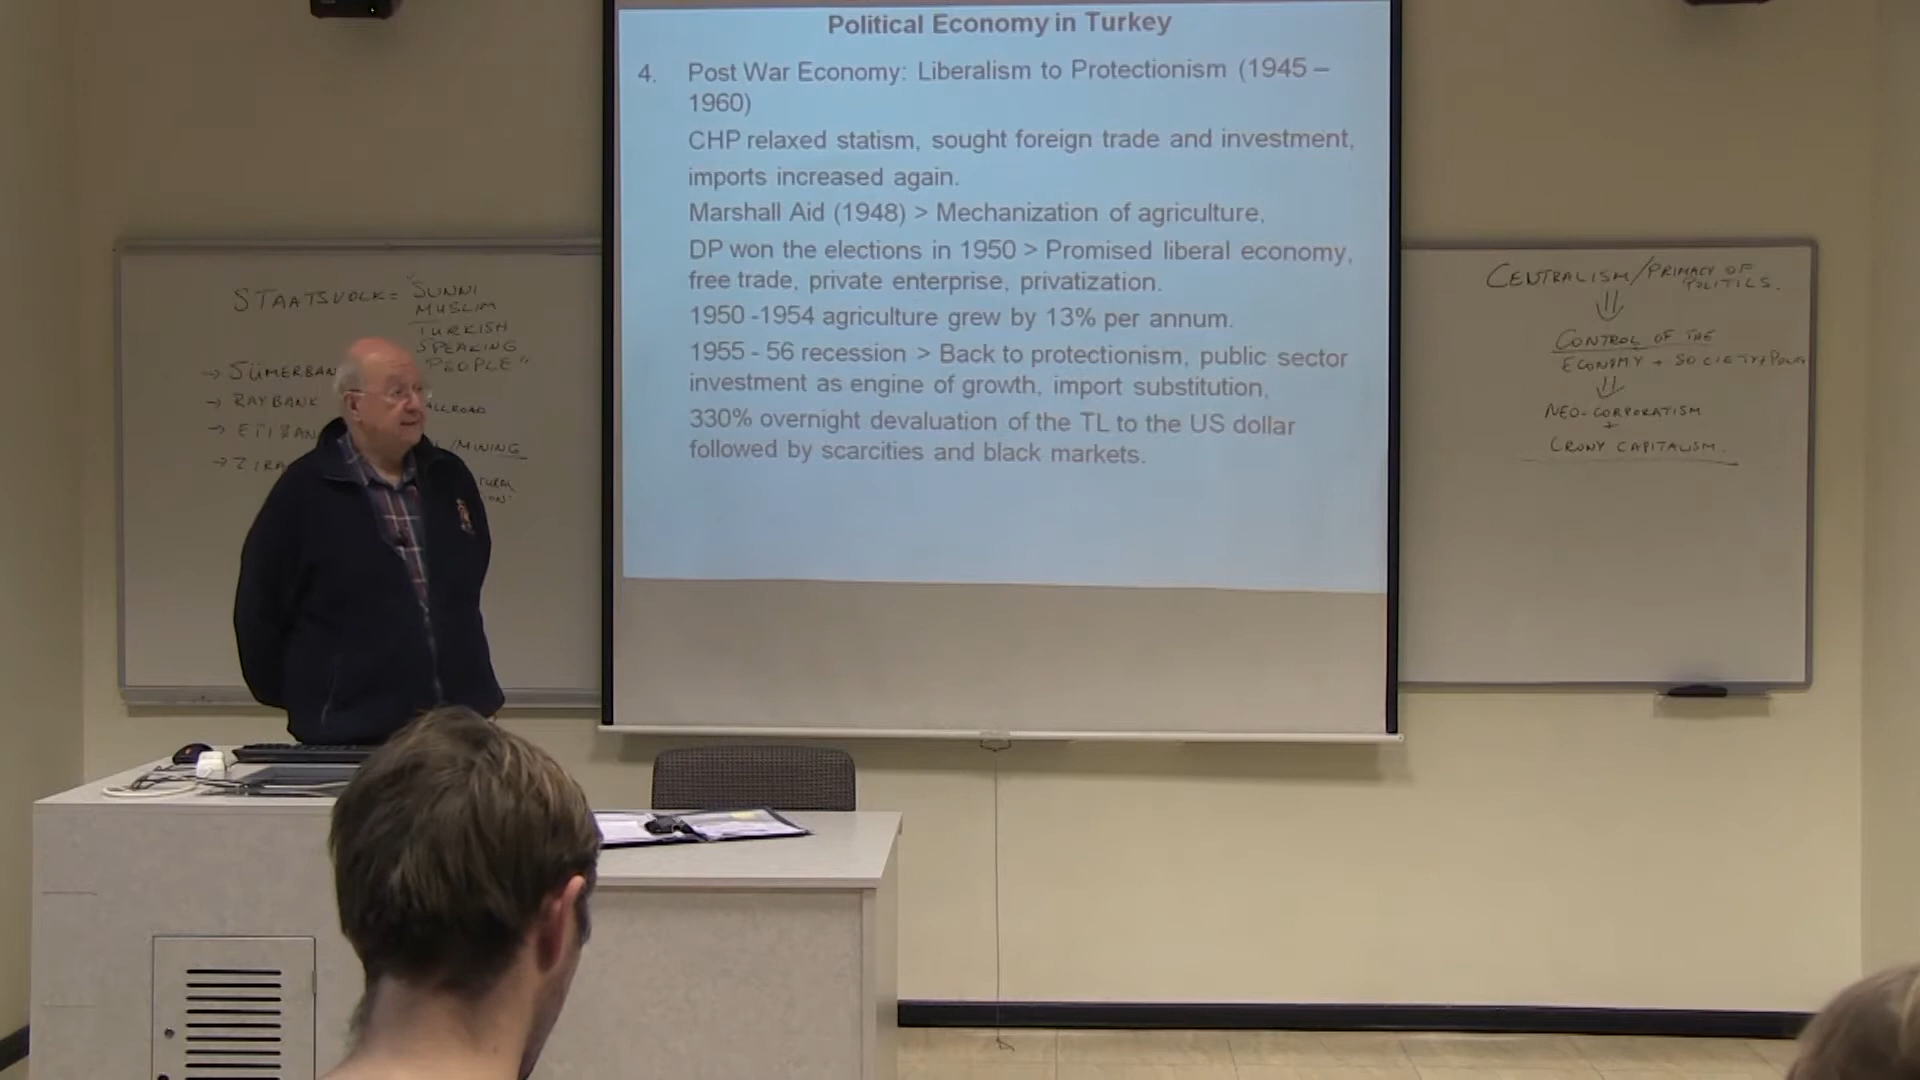 Political Economy in Turkey
4. Post War Economy: Liberalism to Protectionism (1945 –
1960)
CHP relaxed statism, sought foreign trade and investment,
imports increased again.
Marshall Aid (1948) > Mechanization of agriculture,
DP won the elections in 1950 > Promised liberal economy,
free trade, private enterprise, privatization.
1950 -1954 agriculture grew by 13% per annum.
1955 - 56 recession > Back to protectionism, public sector
investment as engine of growth, import substitution,
330% overnight devaluation of the TL to the US dollar
followed by scarcities and black markets.
STAATSVOLK = "SUNNI
MUSLIM
TURKISH
SPEAKING
PEOPLE"
→ SÜMERBAN
→ RAYBANK
→ ETIBAN
→ ZIRA
/MINING
CENTRALISM/PRIMACY OF
POLITICS.
⇓
CONTROL OF THE
ECONOMY + SOCIETY/
⇓
NEO-CORPORATISM
+
CRONY CAPITALISM.